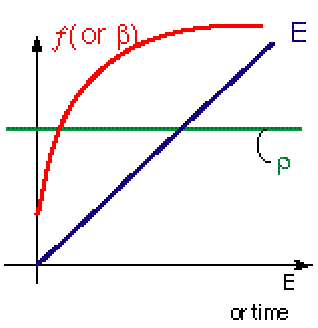 f(or β)
E
ρ
E
or time